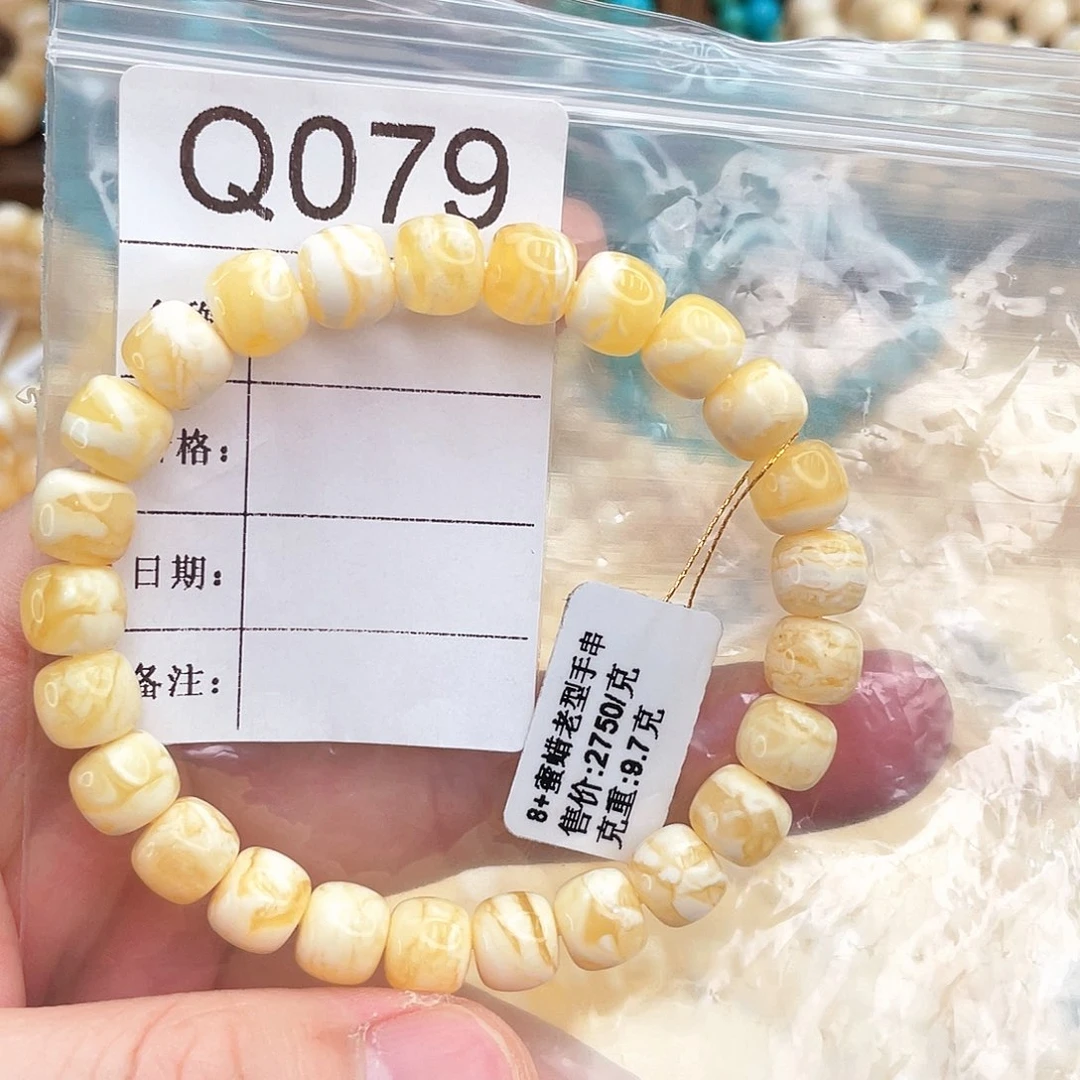 Q079
格:
日期:
备注:
8+蜜蜡老型手串
售价:2750/克
克重:9.7克